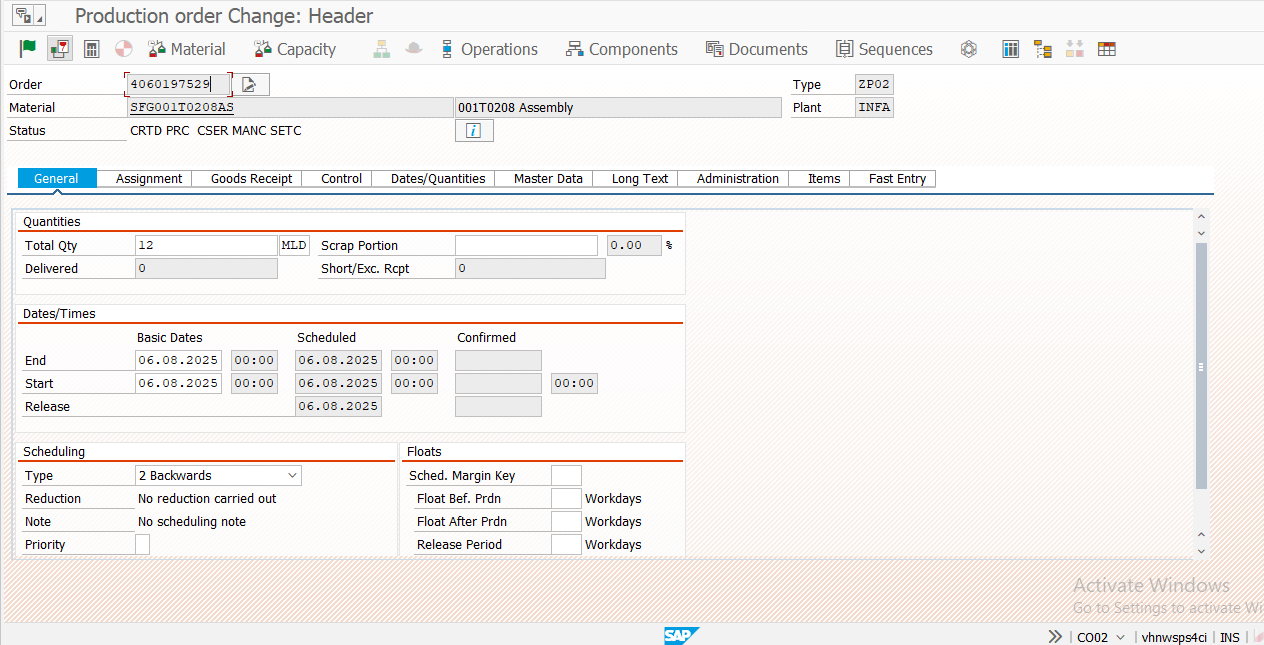 Production order Change: Header
Material Capacity Operations Components Documents Sequences
Order 4060197529 Type ZP02
Material SFG001T0208AS 001T0208 Assembly Plant INFA
Status CRTD PRC CSER MANC SETC i
General Assignment Goods Receipt Control Dates/Quantities Master Data Long Text Administration Items Fast Entry
Quantities
Total Qty 12 MLD Scrap Portion 0.00 %
Delivered 0 Short/Exc. Rcpt 0
Dates/Times
Basic Dates Scheduled Confirmed
End 06.08.2025 00:00 06.08.2025 00:00
Start 06.08.2025 00:00 06.08.2025 00:00 00:00
Release 06.08.2025
Scheduling Floats
Type 2 Backwards Sched. Margin Key
Reduction No reduction carried out Float Bef. Prdn Workdays
Note No scheduling note Float After Prdn Workdays
Priority Release Period Workdays
Activate Windows
Go to Settings to activate Wi
SAP CO02 vhnwsps4ci INS